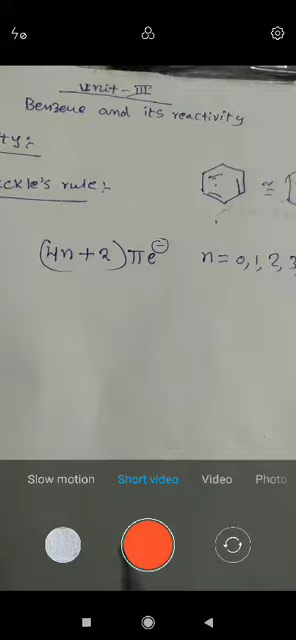 Unit-III
Benzene and its reactivity
ity:-
ckle's rule:-
≅
(4n+2)πe⊖ n = 0, 1, 2, 3
Slow motion Short video Video Photo